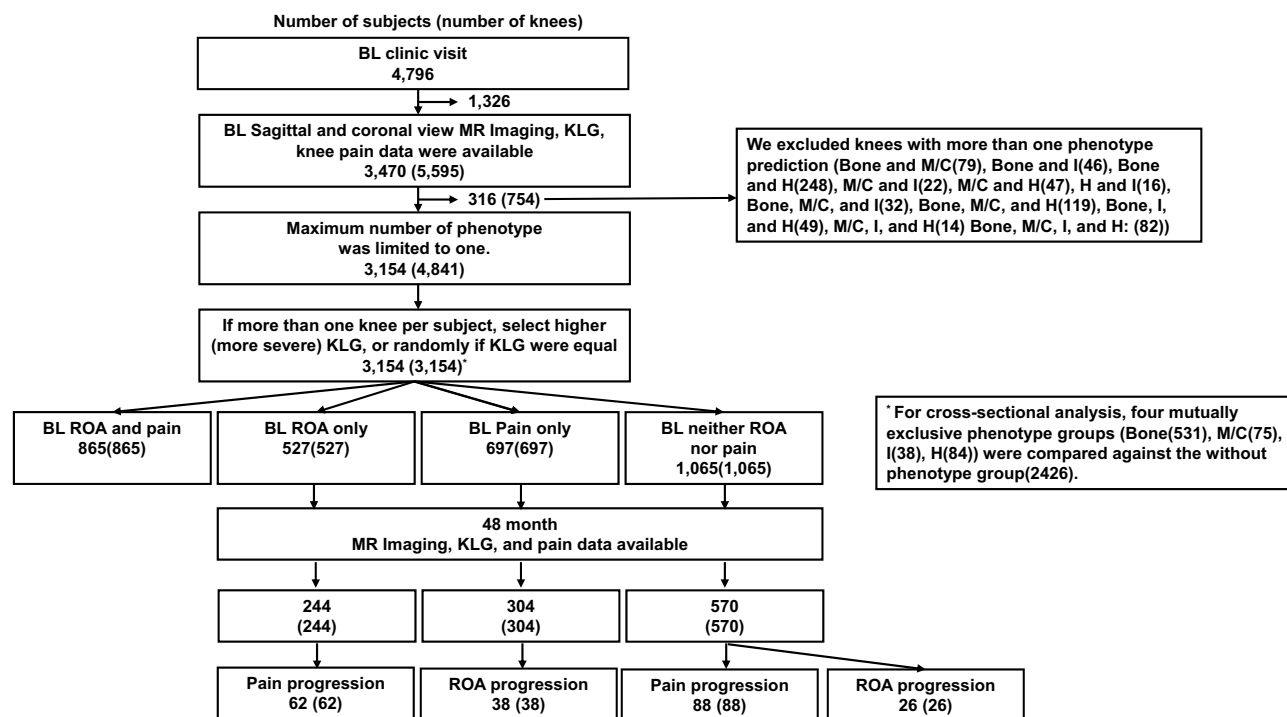 Number of subjects (number of knees)
BL clinic visit
4,796
1,326
BL Sagittal and coronal view MR Imaging, KLG,
knee pain data were available
3,470 (5,595)
316 (754)
We excluded knees with more than one phenotype
prediction (Bone and M/C(79), Bone and I(46), Bone
and H(248), M/C and I(22), M/C and H(47), H and I(16),
Bone, M/C, and I(32), Bone, M/C, and H(119), Bone, I,
and H(49), M/C, I, and H(14) Bone, M/C, I, and H: (82))
Maximum number of phenotype
was limited to one.
3,154 (4,841)
If more than one knee per subject, select higher
(more severe) KLG, or randomly if KLG were equal
3,154 (3,154)*
BL ROA and pain
865(865)
BL ROA only
527(527)
BL Pain only
697(697)
BL neither ROA
nor pain
1,065(1,065)
* For cross-sectional analysis, four mutually
exclusive phenotype groups (Bone(531), M/C(75),
I(38), H(84)) were compared against the without
phenotype group(2426).
48 month
MR Imaging, KLG, and pain data available
244
(244)
304
(304)
570
(570)
Pain progression
62 (62)
ROA progression
38 (38)
Pain progression
88 (88)
ROA progression
26 (26)